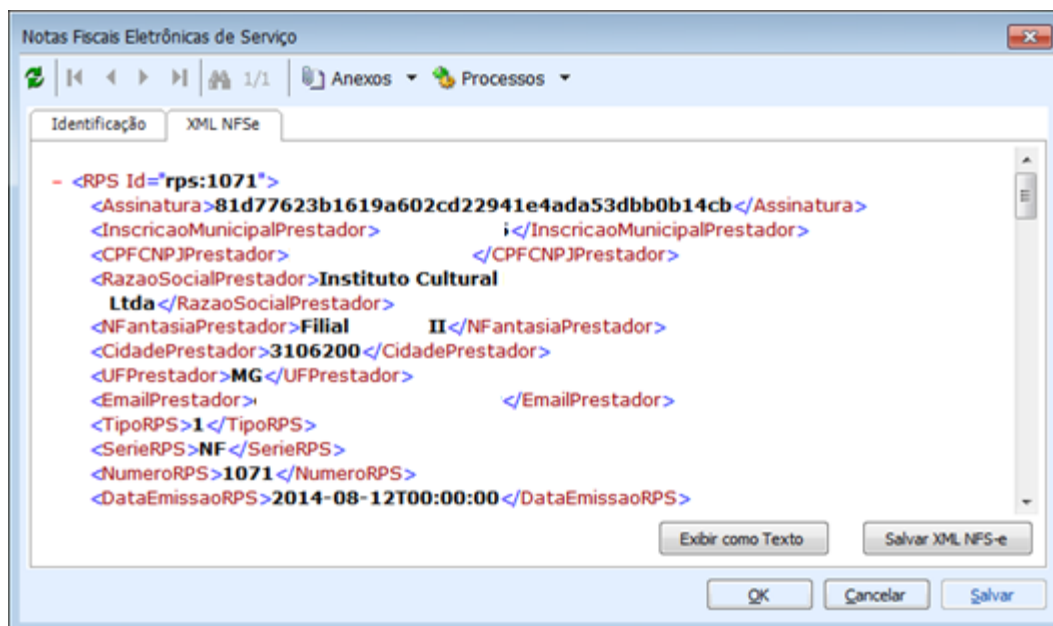 Notas Fiscais Eletrônicas de Serviço
1/1 Anexos Processos
Identificação XML NFSe
- <RPS Id="rps:1071">
<Assinatura>81d77623b1619a602cd22941e4ada53dbb0b14cb</Assinatura>
<InscricaoMunicipalPrestador> </InscricaoMunicipalPrestador>
<CPFCNPJPrestador> </CPFCNPJPrestador>
<RazaoSocialPrestador>Instituto Cultural
Ltda</RazaoSocialPrestador>
<NFantasiaPrestador>Filial II</NFantasiaPrestador>
<CidadePrestador>3106200</CidadePrestador>
<UFPrestador>MG</UFPrestador>
<EmailPrestador> </EmailPrestador>
<TipoRPS>1</TipoRPS>
<SerieRPS>NF</SerieRPS>
<NumeroRPS>1071</NumeroRPS>
<DataEmissaoRPS>2014-08-12T00:00:00</DataEmissaoRPS>
Exibir como Texto Salvar XML NFS-e
OK Cancelar Salvar